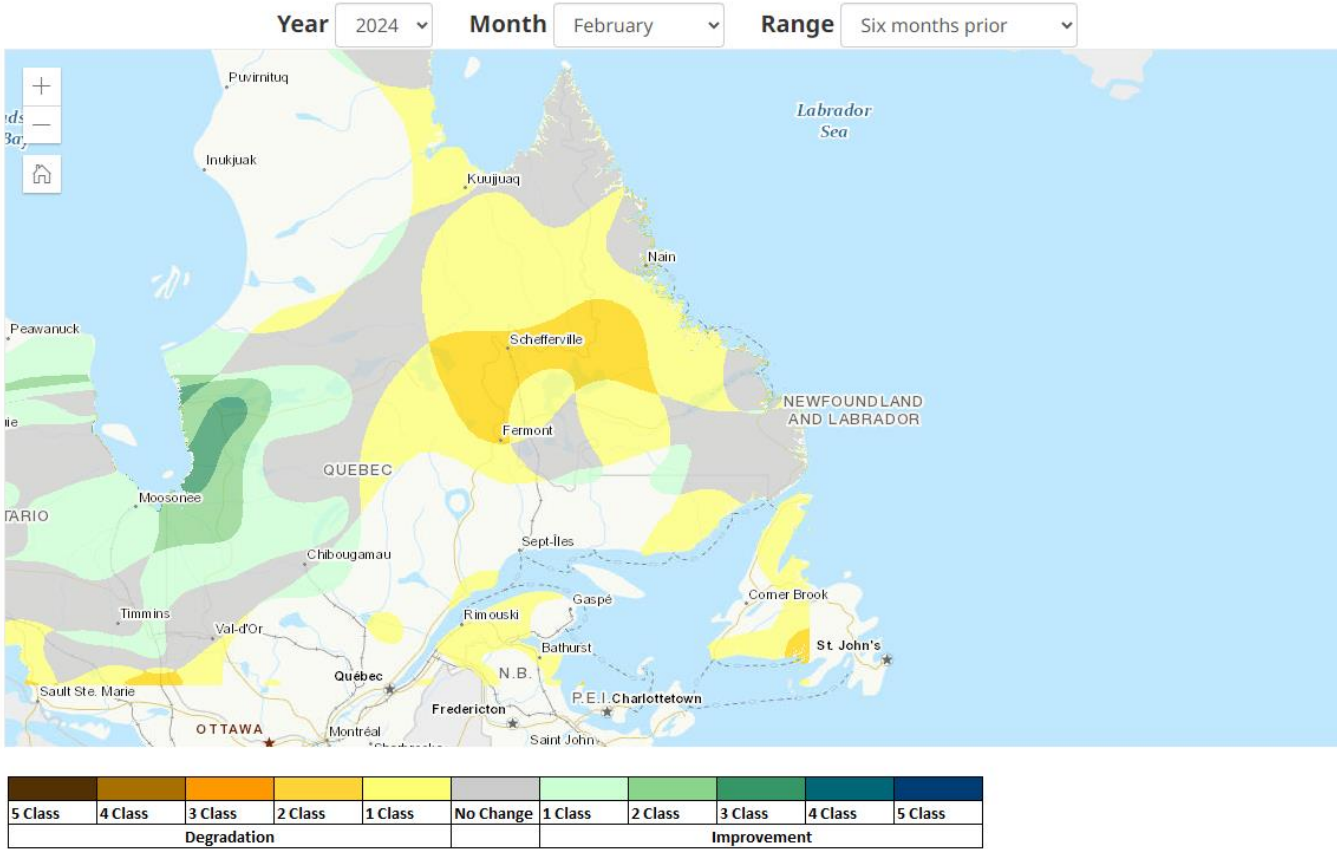 Year 2024 Month February Range Six months prior
+
−
Puvirnituq
Labrador
Sea
Bay
Inukjuak
Kuujjuaq
Nain
Peawanuck
Schefferville
NEWFOUNDLAND
AND LABRADOR
Fermont
QUEBEC
Moosonee
TARIO
Sept-Îles
Chibougamau
Corner Brook
Gaspé
Timmins
Rimouski
Val-d'Or
St. John's
Bathurst
Québec
N.B.
Sault Ste. Marie
P.E.I. Charlottetown
Fredericton
OTTAWA
Montréal
Saint John
5 Class 4 Class 3 Class 2 Class 1 Class No Change 1 Class 2 Class 3 Class 4 Class 5 Class
Degradation Improvement